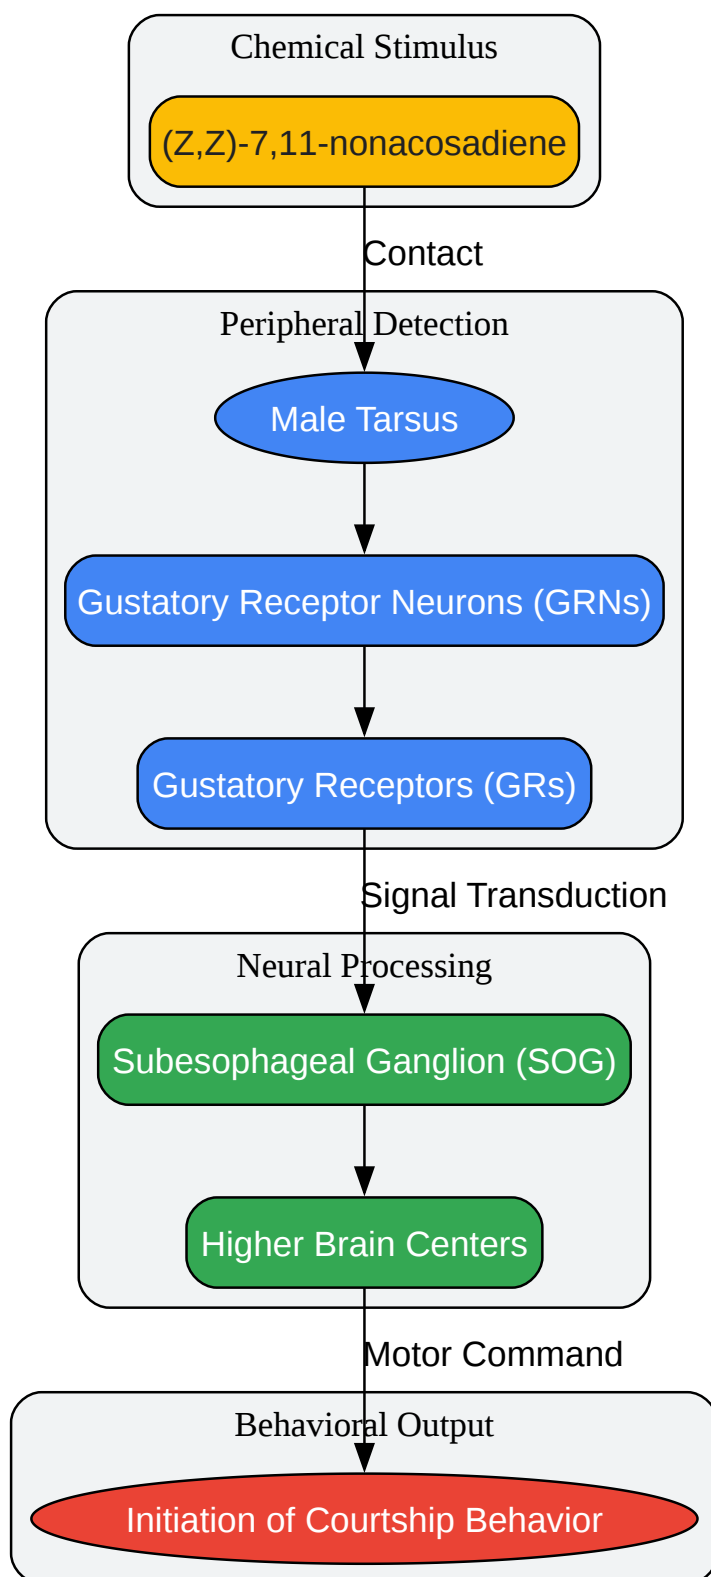 Chemical Stimulus
(Z,Z)-7,11-nonacosadiene
Contact
Peripheral Detection
Male Tarsus
Gustatory Receptor Neurons (GRNs)
Gustatory Receptors (GRs)
Signal Transduction
Neural Processing
Subesophageal Ganglion (SOG)
Higher Brain Centers
Motor Command
Behavioral Output
Initiation of Courtship Behavior